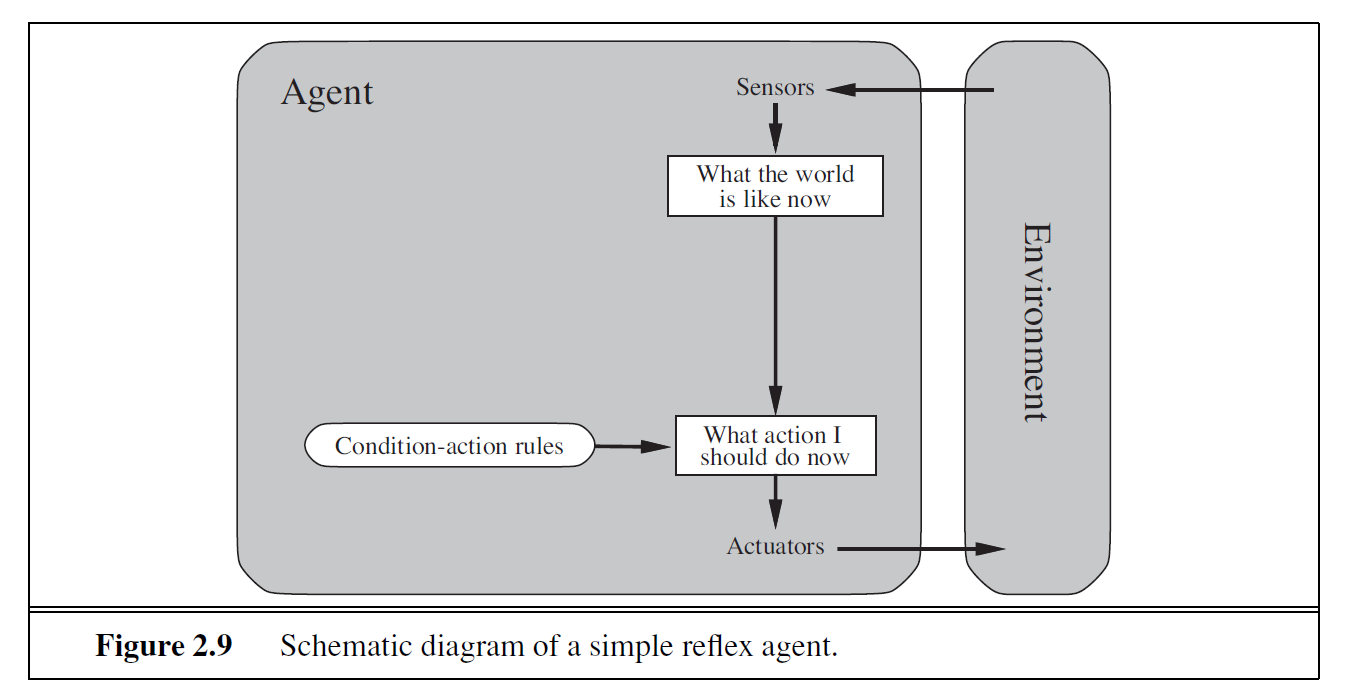 Agent
Sensors
What the world
is like now
Environment
Condition-action rules
What action I
should do now
Actuators
Figure 2.9 Schematic diagram of a simple reflex agent.